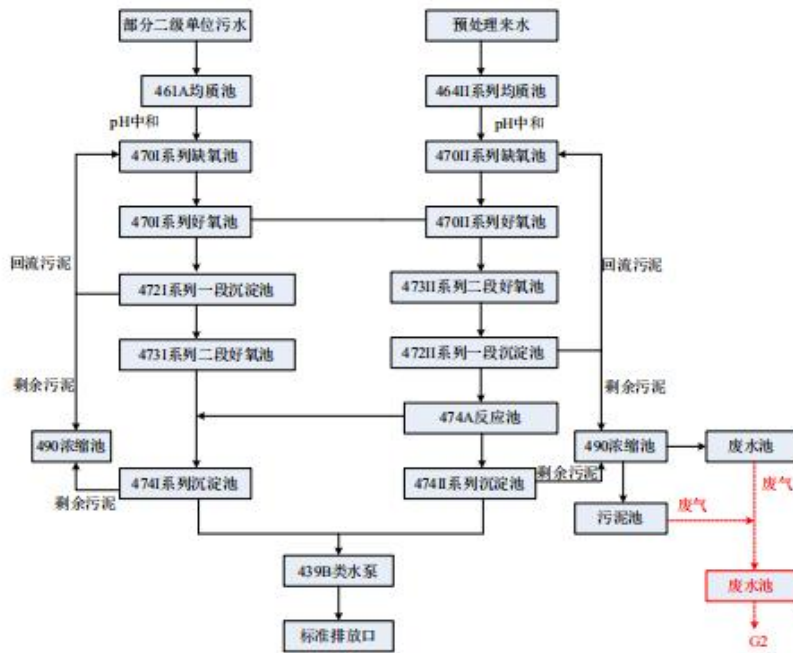 部分二级单位污水
预处理来水
461A均质池
464II系列均质池
pH中和
pH中和
470I系列缺氧池
470II系列缺氧池
470I系列好氧池
470II系列好氧池
回流污泥
回流污泥
472I系列一段沉淀池
473II系列二段好氧池
473I系列二段好氧池
472II系列一段沉淀池
剩余污泥
剩余污泥
474A反应池
490浓缩池
490浓缩池
废水池
474I系列沉淀池
474II系列沉淀池
剩余污泥
剩余污泥
废气
废气
污泥池
439B类水泵
废水池
标准排放口
G2